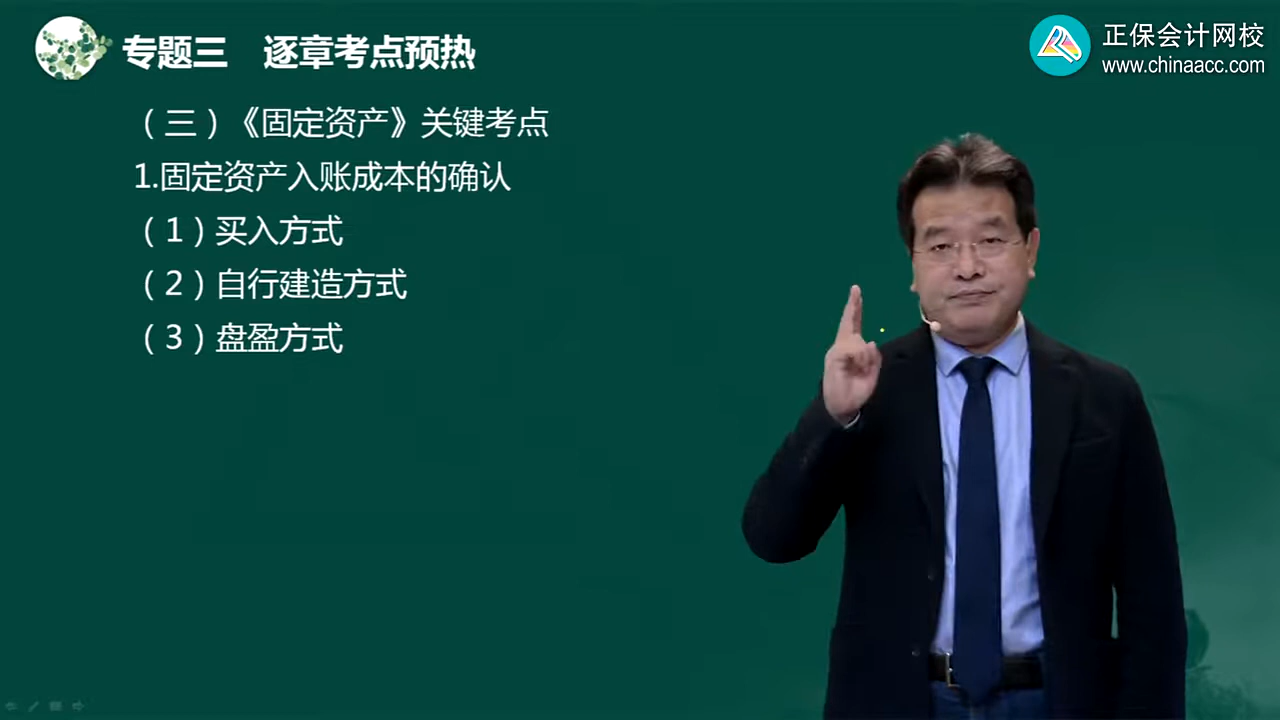 专题三 逐章考点预热
正保会计网校
www.chinaacc.com
（三）《固定资产》关键考点
1.固定资产入账成本的确认
（1）买入方式
（2）自行建造方式
（3）盘盈方式